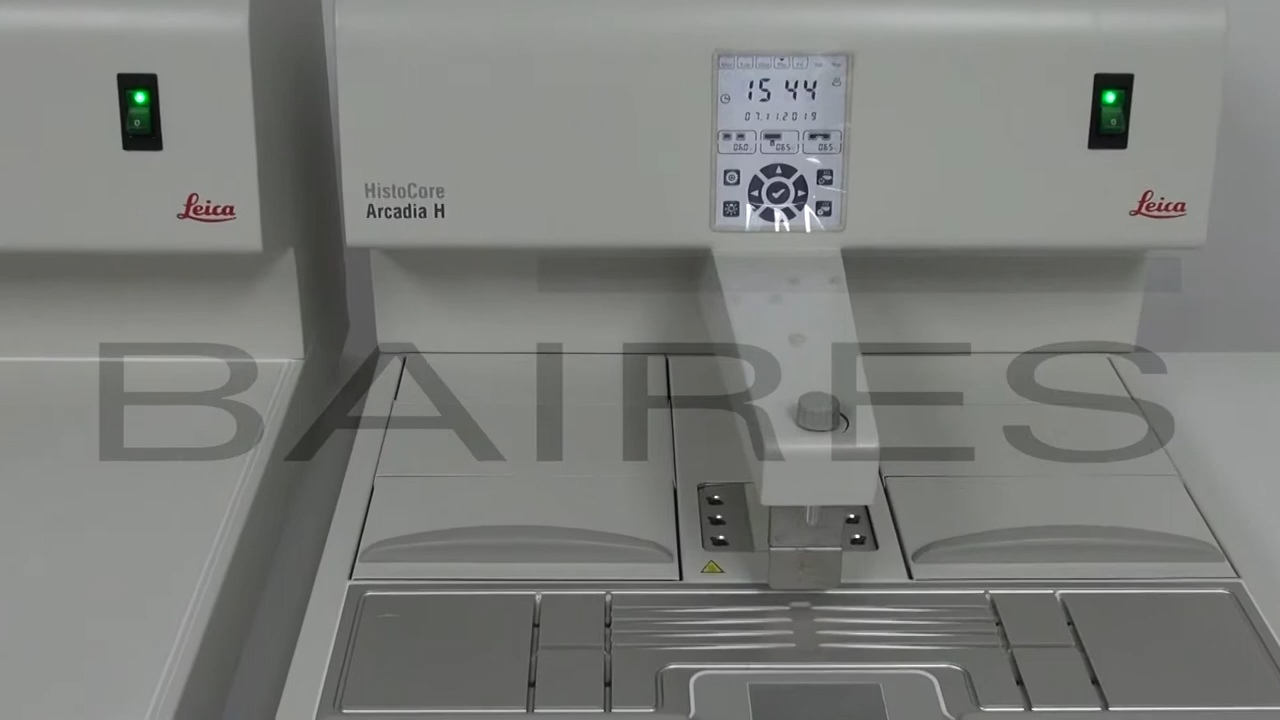 15 44
07.11.2019
060
065
065
HistoCore
Arcadia H
Leica
Leica
BAIRES